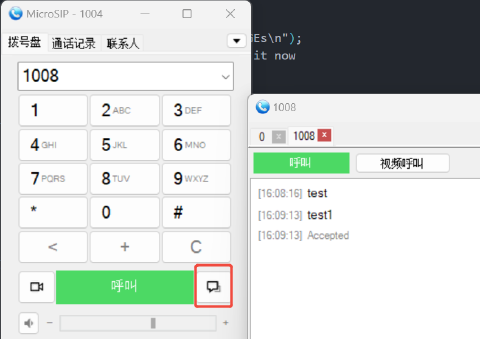 MicroSIP - 1004
Es\n");
it now
拨号盘 通话记录 联系人
1008
1 2 ABC 3 DEF
4 GHI 5 JKL 6 MNO
7 PQRS 8 TUV 9 WXYZ
* 0 #
< + C
呼叫
- +
1008
0 x 1008 x
呼叫 视频呼叫
[16:08:16] test
[16:09:13] test1
[16:09:13] Accepted